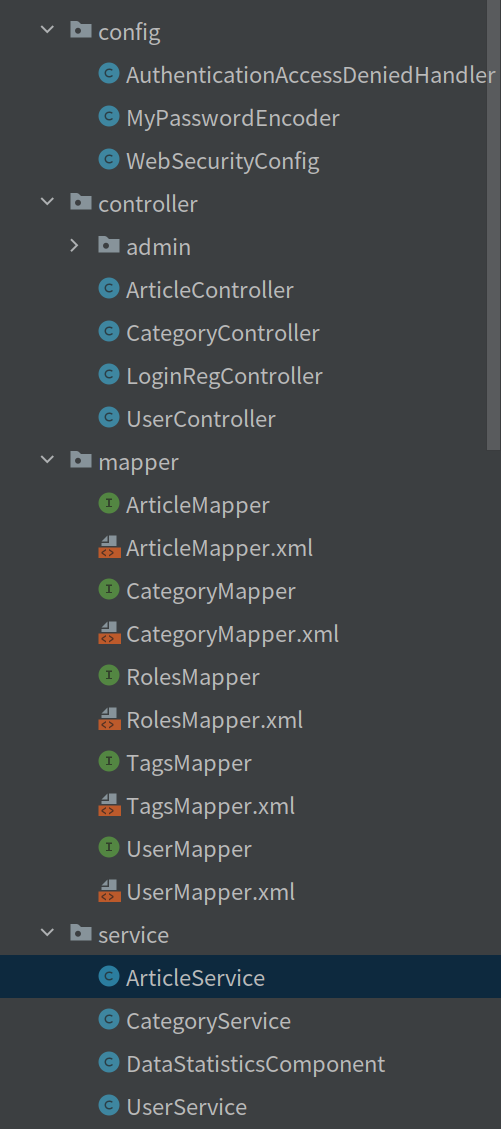 config
AuthenticationAccessDeniedHandler
MyPasswordEncoder
WebSecurityConfig
controller
admin
ArticleController
CategoryController
LoginRegController
UserController
mapper
ArticleMapper
ArticleMapper.xml
CategoryMapper
CategoryMapper.xml
RolesMapper
RolesMapper.xml
TagsMapper
TagsMapper.xml
UserMapper
UserMapper.xml
service
ArticleService
CategoryService
DataStatisticsComponent
UserService